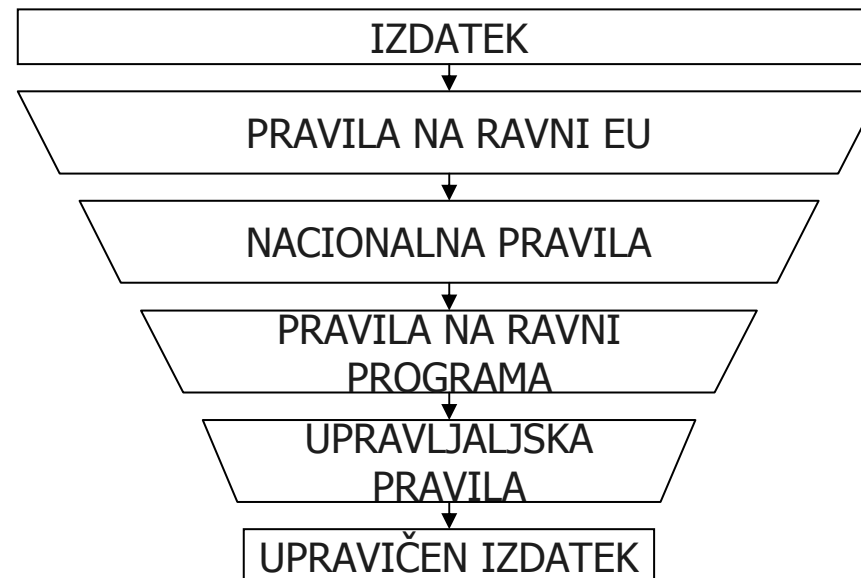 IZDATEK
PRAVILA NA RAVNI EU
NACIONALNA PRAVILA
PRAVILA NA RAVNI
PROGRAMA
UPRAVLJALJSKA
PRAVILA
UPRAVIČEN IZDATEK